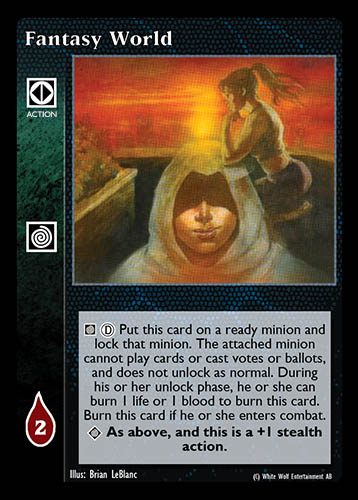 Fantasy World
ACTION
D Put this card on a ready minion and
lock that minion. The attached minion
cannot play cards or cast votes or ballots,
and does not unlock as normal. During
his or her unlock phase, he or she can
burn 1 life or 1 blood to burn this card.
Burn this card if he or she enters combat.
As above, and this is a +1 stealth
action.
2
Illus: Brian LeBlanc
(C) White Wolf Entertainment AB